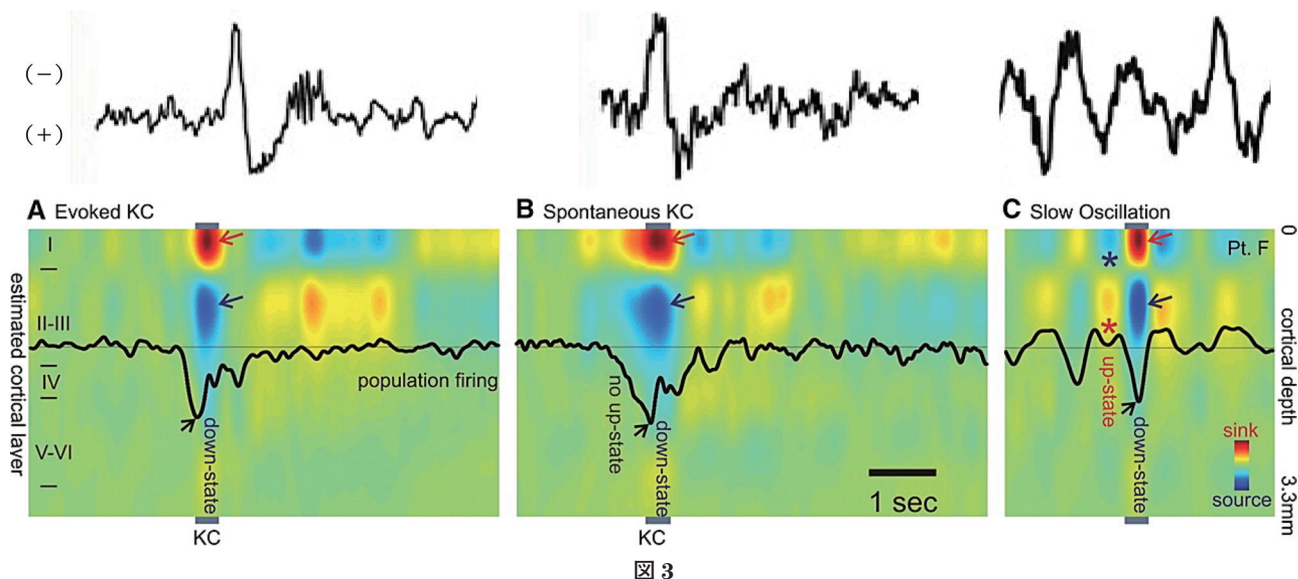 (−)
(+)
A Evoked KC
B Spontaneous KC
C Slow Oscillation
estimated cortical layer
I
II-III
IV
V-VI
population firing
down-state
KC
no up-state
down-state
1 sec
KC
Pt. F
*
*
up-state
down-state
sink
source
0
cortical depth
3.3mm
図 3